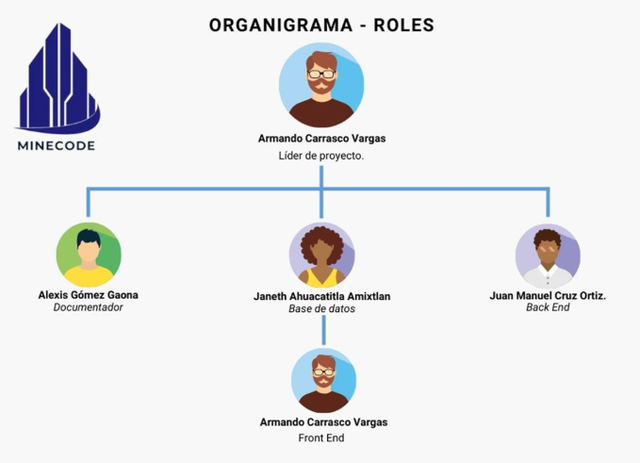 ORGANIGRAMA - ROLES
MINECODE
Armando Carrasco Vargas
Líder de proyecto.
Alexis Gómez Gaona
Documentador
Janeth Ahuacatitla Amixtlan
Base de datos
Juan Manuel Cruz Ortiz.
Back End
Armando Carrasco Vargas
Front End